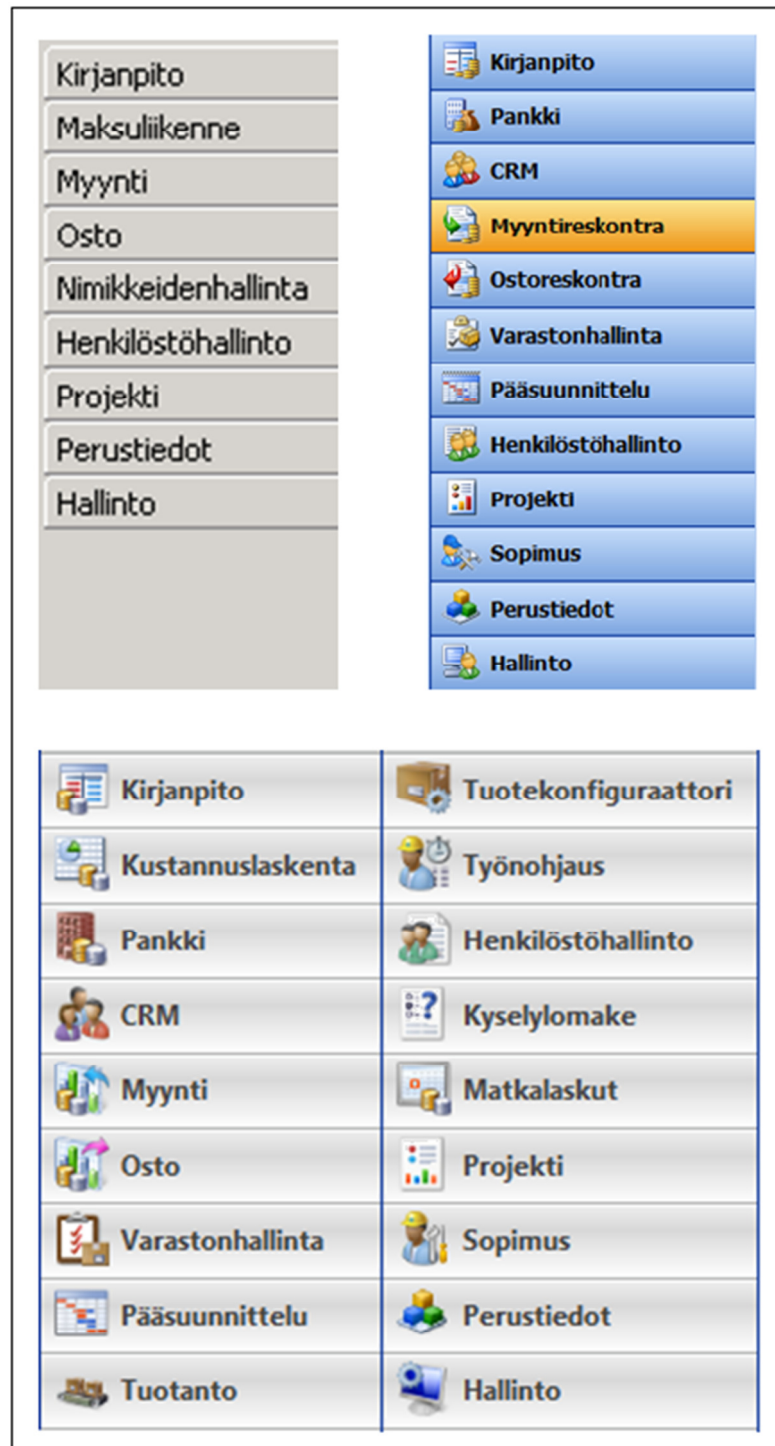 Kirjanpito
Maksuliikenne
Myynti
Osto
Nimikkeidenhallinta
Henkilöstöhallinto
Projekti
Perustiedot
Hallinto
Kirjanpito
Pankki
CRM
Myyntireskontra
Ostoreskontra
Varastonhallinta
Pääsuunnittelu
Henkilöstöhallinto
Projekti
Sopimus
Perustiedot
Hallinto
Kirjanpito
Kustannuslaskenta
Pankki
CRM
Myynti
Osto
Varastonhallinta
Pääsuunnittelu
Tuotanto
Tuotekonfiguraattori
Työnohjaus
Henkilöstöhallinto
Kyselylomake
Matkalaskut
Projekti
Sopimus
Perustiedot
Hallinto